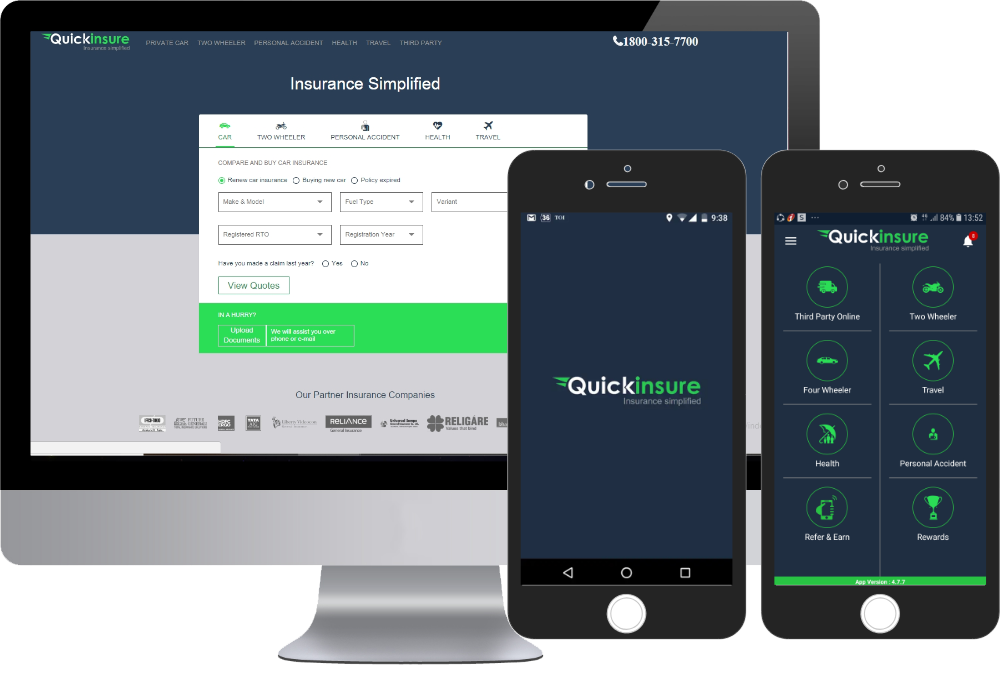 Quickinsure
Insurance simplified
PRIVATE CAR TWO WHEELER PERSONAL ACCIDENT HEALTH TRAVEL THIRD PARTY
1800-315-7700
Insurance Simplified
CAR TWO WHEELER PERSONAL ACCIDENT HEALTH TRAVEL
COMPARE AND BUY CAR INSURANCE
Renew car insurance Buying new car Policy expired
Make & Model Fuel Type Variant
Registered RTO Registration Year
Have you made a claim last year? Yes No
View Quotes
IN A HURRY?
Upload
Documents
We will assist you over
phone or e-mail
Our Partner Insurance Companies
RELIANCE
General Insurance
RELIGARE
TATA
36 TOI 9:38
Quickinsure
Insurance simplified
S 84% 13:52
Quickinsure
Insurance simplified
Third Party Online Two Wheeler
Four Wheeler Travel
Health Personal Accident
Refer & Earn Rewards
App Version : 4.7.7